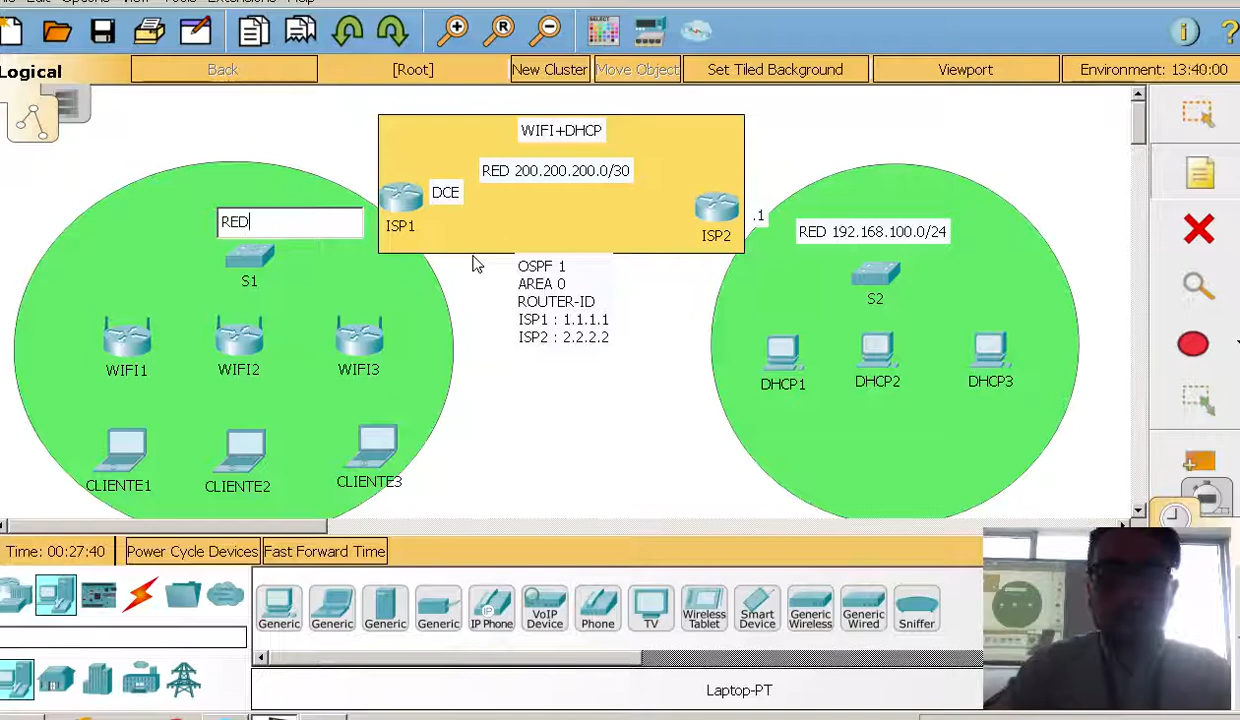 Logical
Back
[Root]
New Cluster
Move Object
Set Tiled Background
Viewport
Environment: 13:40:00
WIFI+DHCP
RED 200.200.200.0/30
DCE
ISP1
ISP2
.1
RED
RED 192.168.100.0/24
S1
S2
OSPF 1
AREA 0
ROUTER-ID
ISP1 : 1.1.1.1
ISP2 : 2.2.2.2
WIFI1
WIFI2
WIFI3
DHCP1
DHCP2
DHCP3
CLIENTE1
CLIENTE2
CLIENTE3
Time: 00:27:40
Power Cycle Devices
Fast Forward Time
Generic
Generic
Generic
Generic
IP Phone
VoIP
Device
Phone
TV
Wireless
Tablet
Smart
Device
Generic
Wireless
Generic
Wired
Sniffer
Laptop-PT